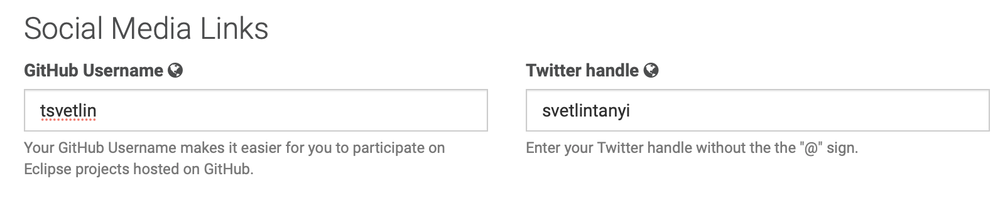 Social Media Links
GitHub Username
tsvetlin
Your GitHub Username makes it easier for you to participate on
Eclipse projects hosted on GitHub.
Twitter handle
svetlintanyi
Enter your Twitter handle without the the "@" sign.